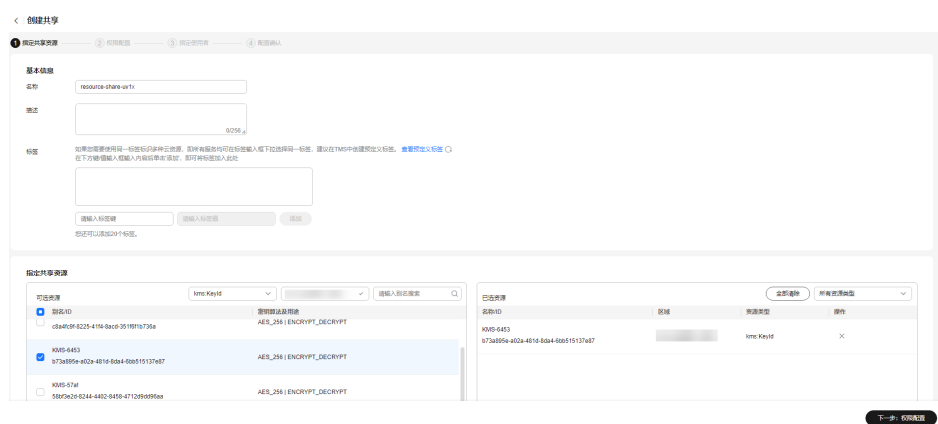 创建共享
1 指定共享资源 2 权限配置 3 指定使用者 4 配置确认
基本信息
名称 resource-share-uv1x
描述
0/256
标签 如果您需要使用同一标签标识多种云资源，即所有服务均可在标签输入框下拉选择同一标签，建议在TMS中创建预定义标签。 查看预定义标签
在下方键/值输入框输入内容后单击'添加'，即可将标签加入此处
请输入标签键 请输入标签值 添加
您还可以添加20个标签。
指定共享资源
可选资源 kms:KeyId 请输入别名搜索
已选资源 全部清除 所有资源类型
别名/ID 密钥算法及用途
名称/ID 区域 资源类型 操作
c8a4fc9f-8225-41f4-8acd-351f6f1b736a AES_256 | ENCRYPT_DECRYPT
KMS-6453
b73a895e-a02a-481d-8da4-6bb515137e87 AES_256 | ENCRYPT_DECRYPT
KMS-6453
b73a895e-a02a-481d-8da4-6bb515137e87 kms:KeyId
KMS-57af
58bf3e2d-8244-4402-8458-4712d9dd96aa AES_256 | ENCRYPT_DECRYPT
下一步：权限配置